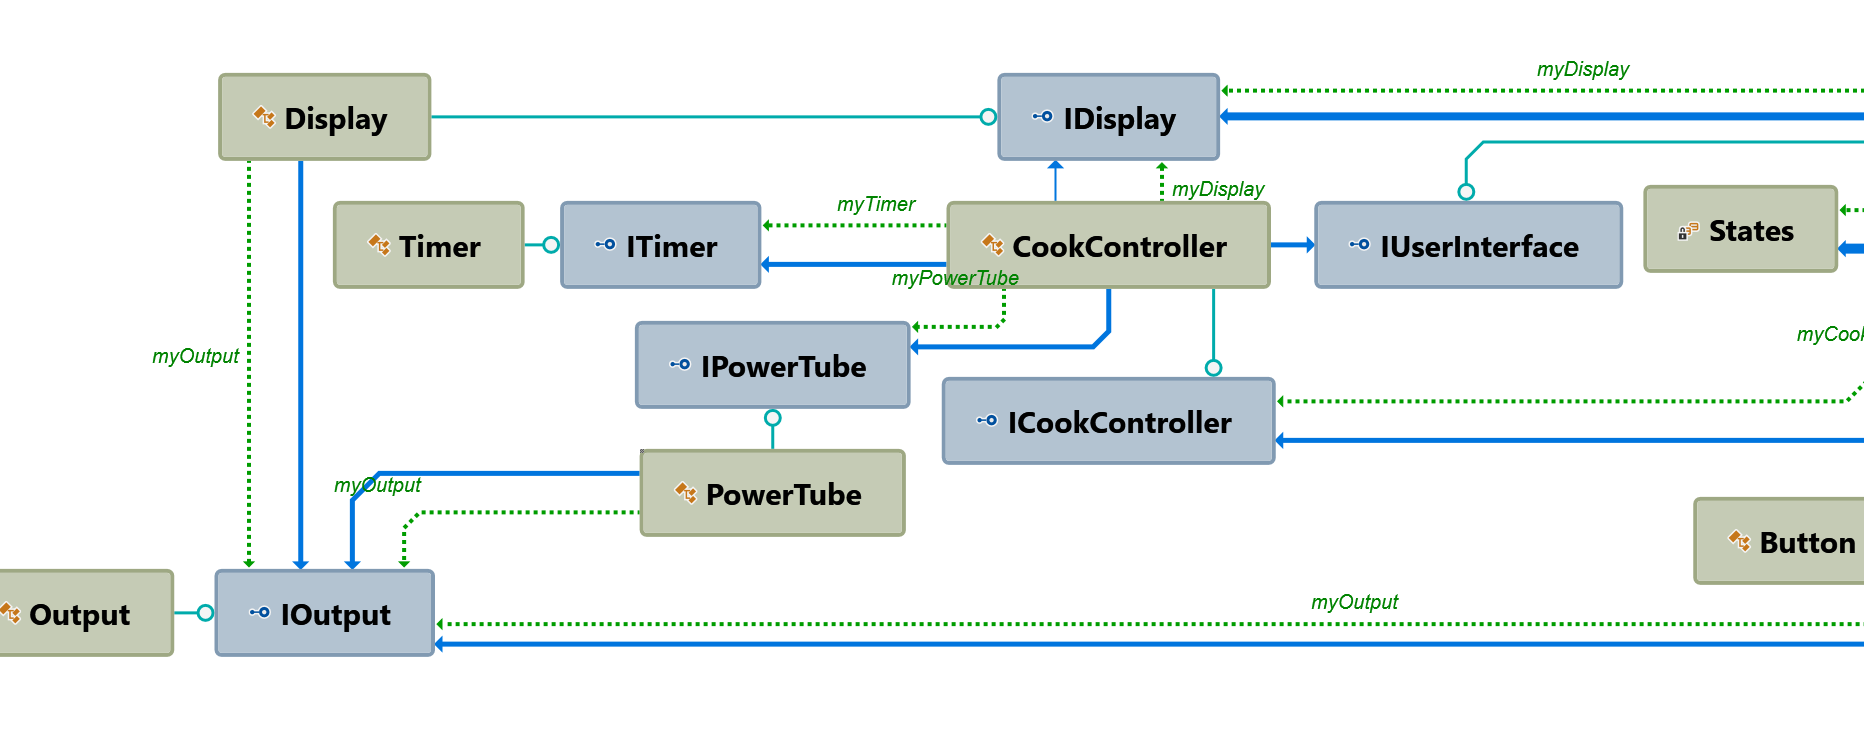 myDisplay
Display
IDisplay
myDisplay
myTimer
States
Timer
ITimer
CookController
IUserInterface
myPowerTube
myCook
myOutput
IPowerTube
ICookController
myOutput
PowerTube
Button
myOutput
Output
IOutput